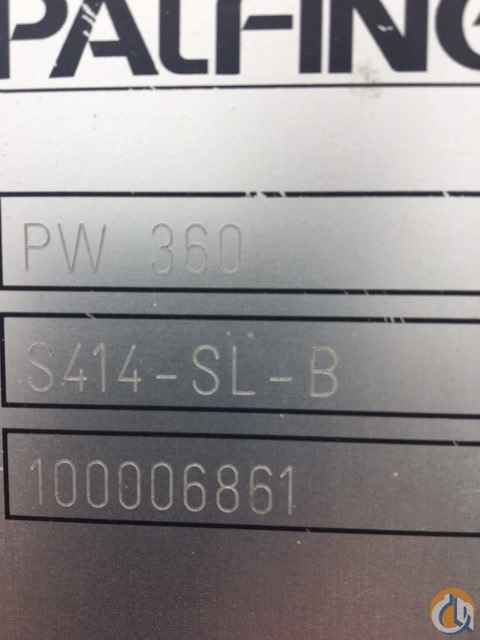 PALFING
PW 360
S414-SL-B
100006861